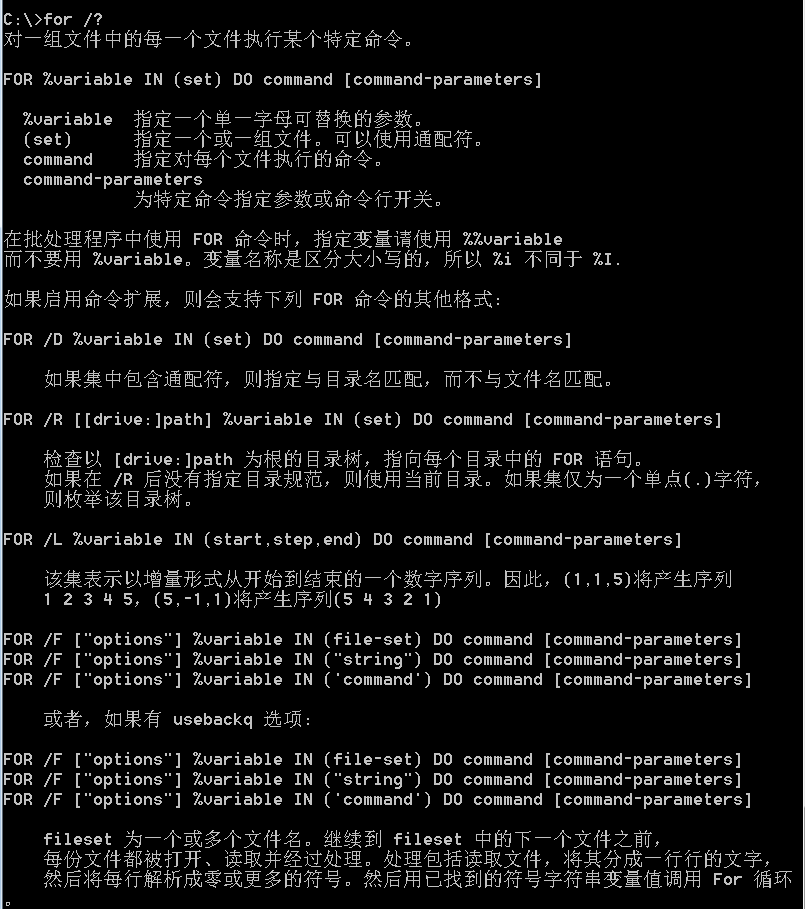 C:\>for /?
对一组文件中的每一个文件执行某个特定命令。
FOR %variable IN (set) DO command [command-parameters]
%variable 指定一个单一字母可替换的参数。
(set) 指定一个或一组文件。可以使用通配符。
command 指定对每个文件执行的命令。
command-parameters
为特定命令指定参数或命令行开关。
在批处理程序中使用 FOR 命令时，指定变量请使用 %%variable
而不要用 %variable。变量名称是区分大小写的，所以 %i 不同于 %I.
如果启用命令扩展，则会支持下列 FOR 命令的其他格式:
FOR /D %variable IN (set) DO command [command-parameters]
如果集中包含通配符，则指定与目录名匹配，而不与文件名匹配。
FOR /R [[drive:]path] %variable IN (set) DO command [command-parameters]
检查以 [drive:]path 为根的目录树，指向每个目录中的 FOR 语句。
如果在 /R 后没有指定目录规范，则使用当前目录。如果集仅为一个单点(.)字符，
则枚举该目录树。
FOR /L %variable IN (start,step,end) DO command [command-parameters]
该集表示以增量形式从开始到结束的一个数字序列。因此，(1,1,5)将产生序列
1 2 3 4 5，(5,-1,1)将产生序列(5 4 3 2 1)
FOR /F ["options"] %variable IN (file-set) DO command [command-parameters]
FOR /F ["options"] %variable IN ("string") DO command [command-parameters]
FOR /F ["options"] %variable IN ('command') DO command [command-parameters]
或者，如果有 usebackq 选项:
FOR /F ["options"] %variable IN (file-set) DO command [command-parameters]
FOR /F ["options"] %variable IN ("string") DO command [command-parameters]
FOR /F ["options"] %variable IN ('command') DO command [command-parameters]
fileset 为一个或多个文件名。继续到 fileset 中的下一个文件之前，
每份文件都被打开、读取并经过处理。处理包括读取文件，将其分成一行行的文字，
然后将每行解析成零或更多的符号。然后用已找到的符号字符串变量值调用 For 循环
。